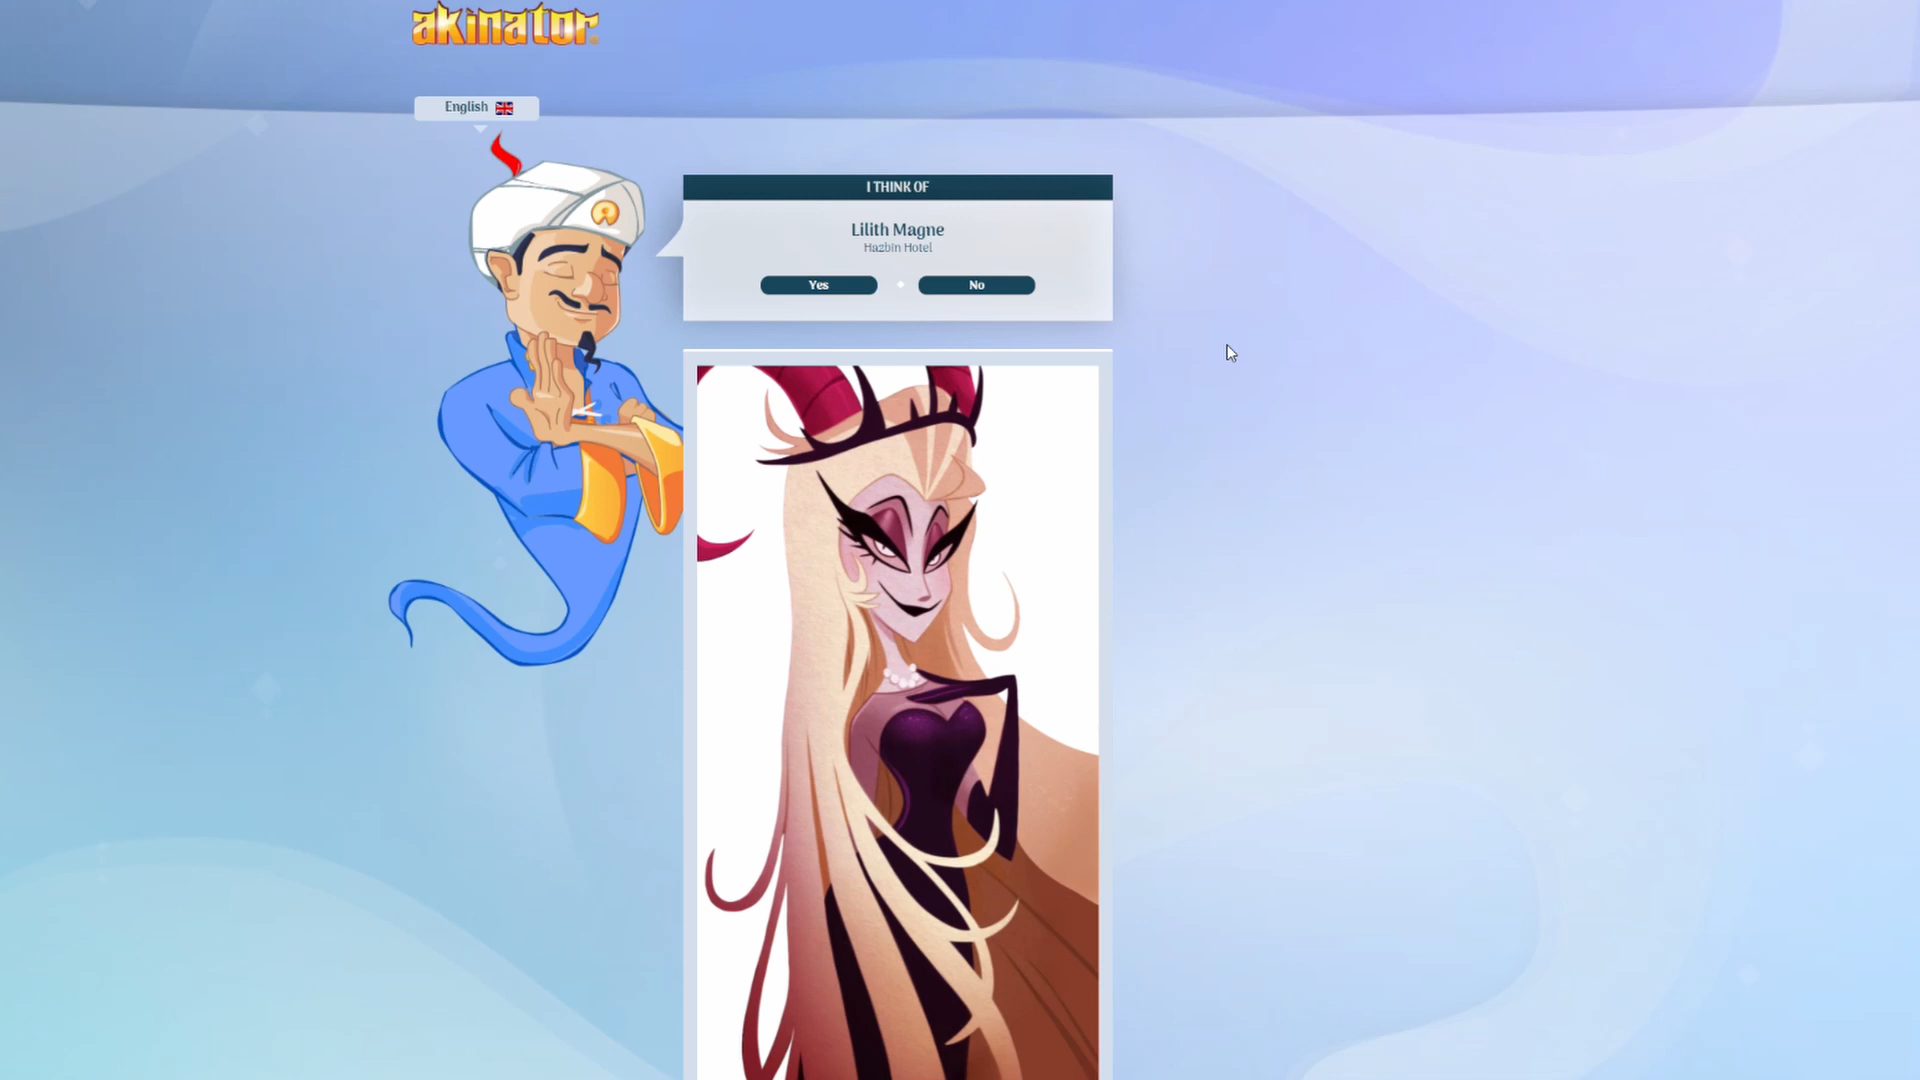 akinator
English
I THINK OF
Lilith Magne
Hazbin Hotel
Yes
No